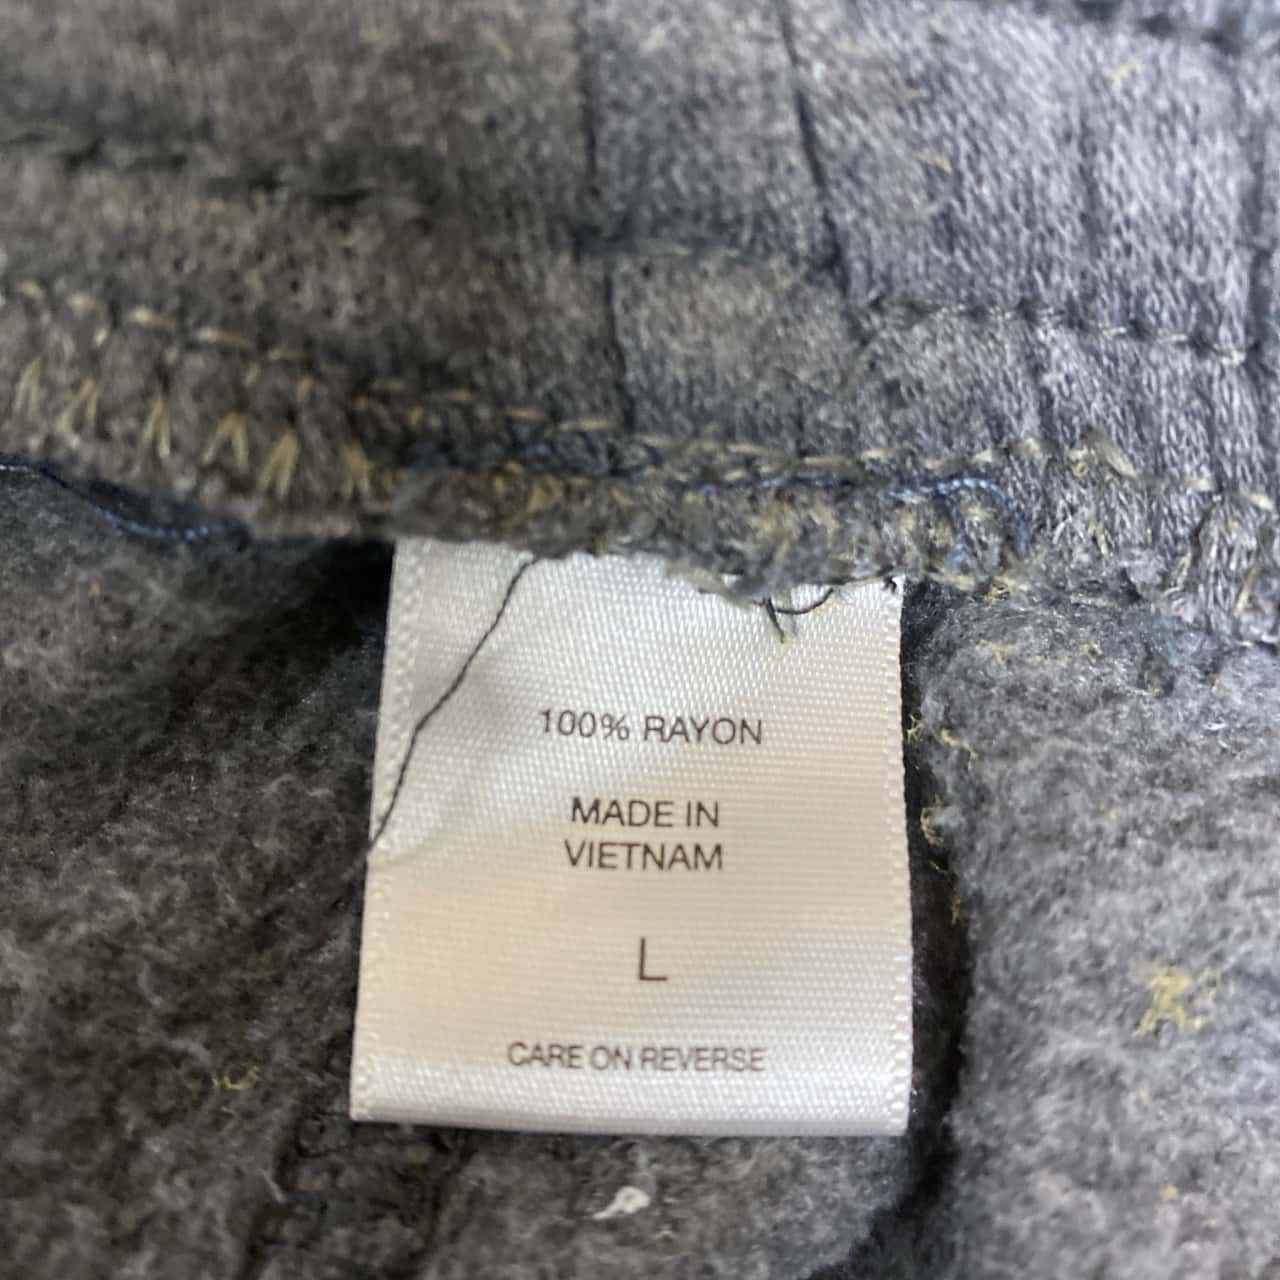 100% RAYON
MADE IN
VIETNAM
L
CARE ON REVERSE